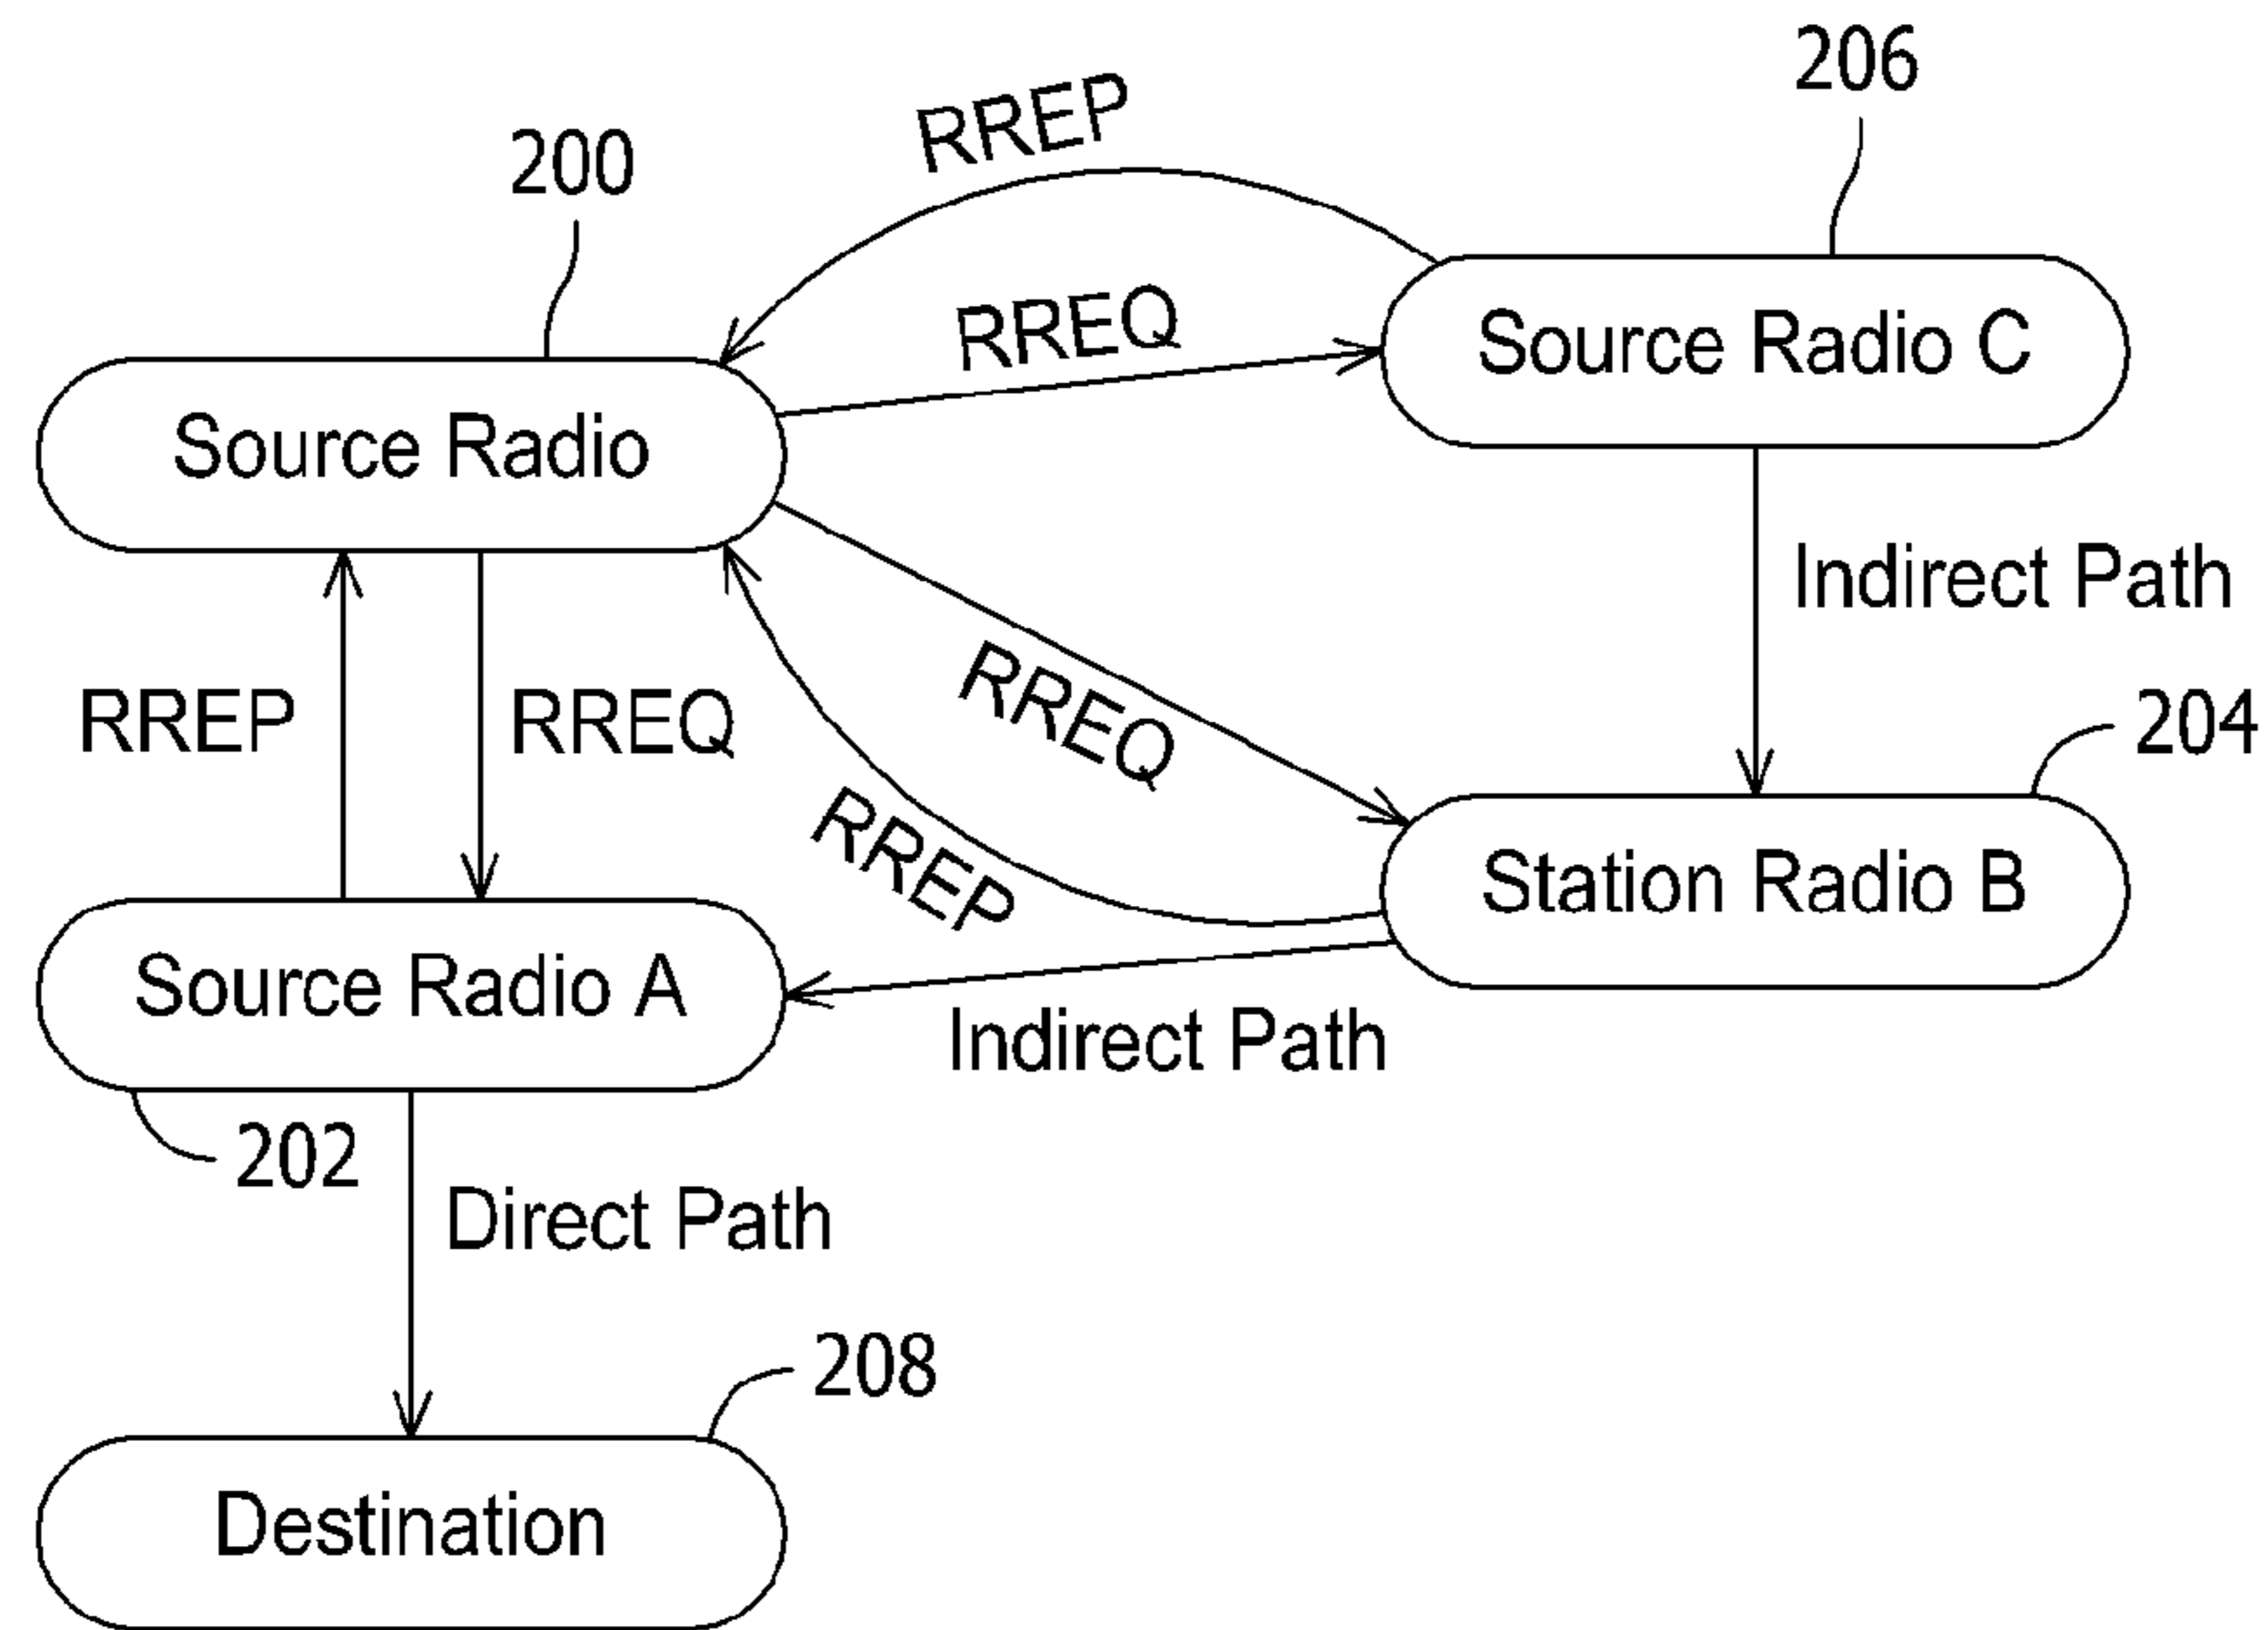 206
RREP
200
RREQ
Source Radio C
Source Radio
Indirect Path
RREP
RREQ
RREQ
204
RREP
Station Radio B
Source Radio A
Indirect Path
202
Direct Path
208
Destination